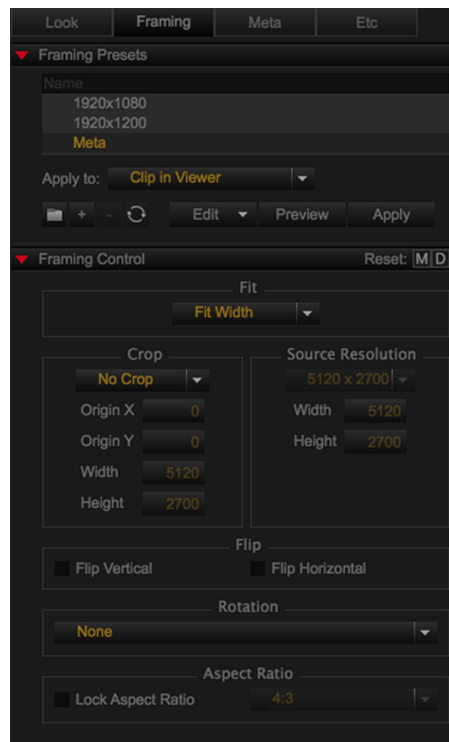 Look Framing Meta Etc
Framing Presets
Name
1920x1080
1920x1200
Meta
Apply to: Clip in Viewer
+ - Edit Preview Apply
Framing Control Reset: M D
Fit
Fit Width
Crop Source Resolution
No Crop 5120 x 2700
Origin X 0 Width 5120
Origin Y 0 Height 2700
Width 5120
Height 2700
Flip
Flip Vertical Flip Horizontal
Rotation
None
Aspect Ratio
Lock Aspect Ratio 4:3